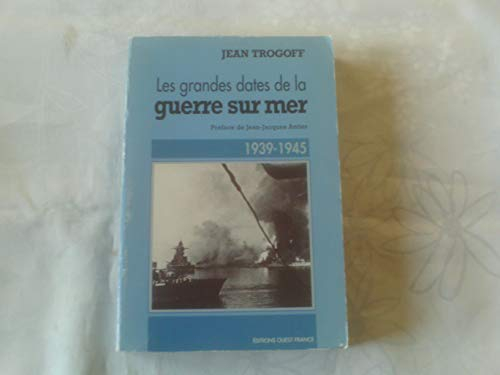 JEAN TROGOFF
Les grandes dates de la
guerre sur mer
Préface de Jean-Jacques Antier
1939-1945
ÉDITIONS OUEST FRANCE